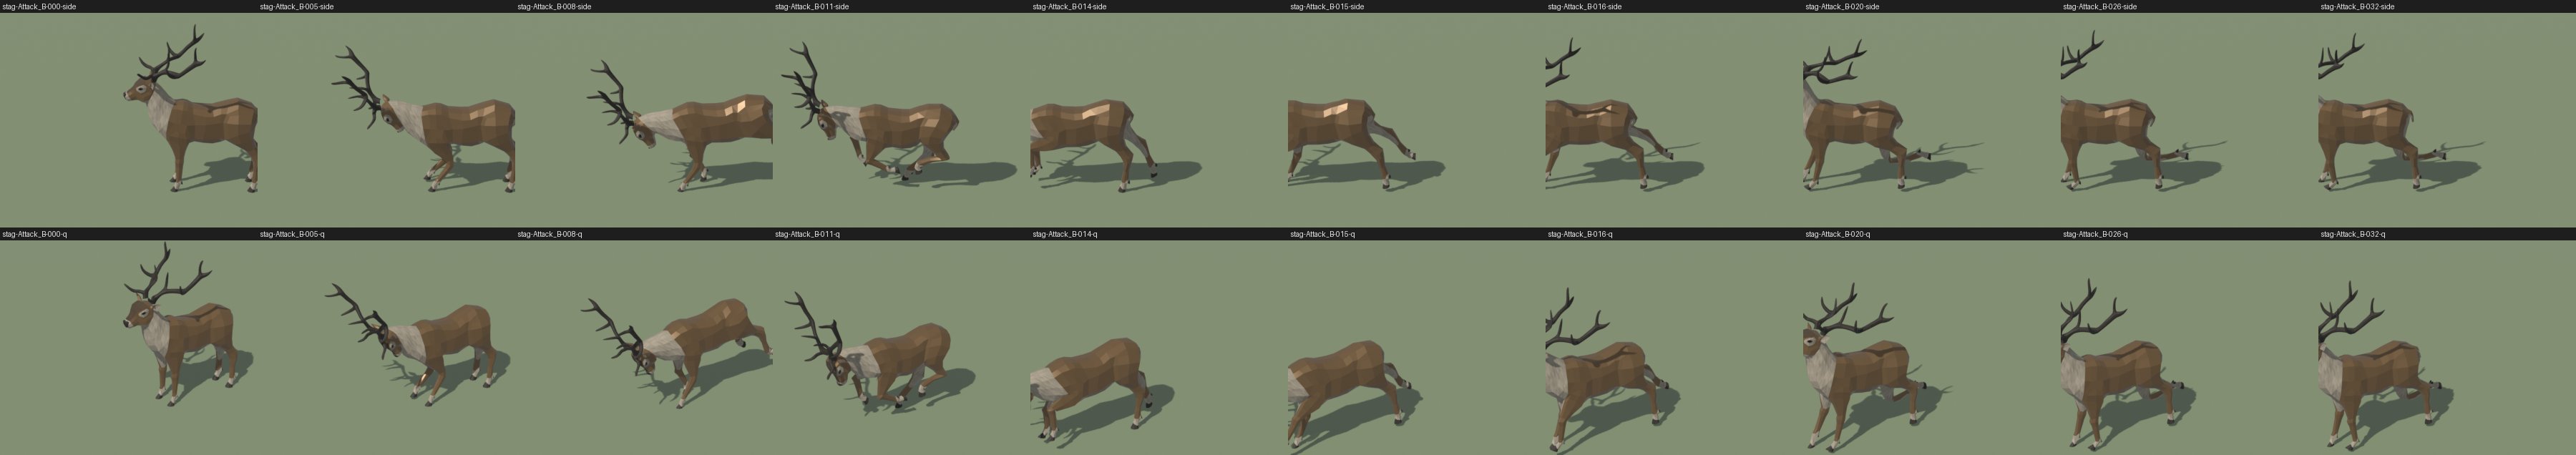 stag-Attack_B-000-side
stag-Attack_B-005-side
stag-Attack_B-008-side
stag-Attack_B-011-side
stag-Attack_B-014-side
stag-Attack_B-015-side
stag-Attack_B-016-side
stag-Attack_B-020-side
stag-Attack_B-026-side
stag-Attack_B-032-side
stag-Attack_B-000-q
stag-Attack_B-005-q
stag-Attack_B-008-q
stag-Attack_B-011-q
stag-Attack_B-014-q
stag-Attack_B-015-q
stag-Attack_B-016-q
stag-Attack_B-020-q
stag-Attack_B-026-q
stag-Attack_B-032-q